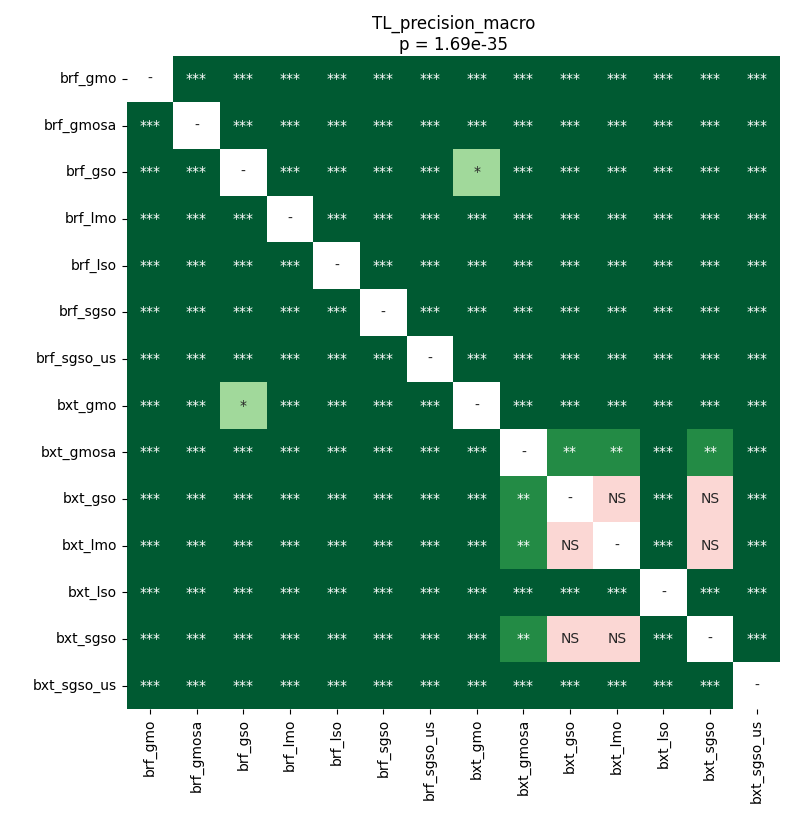 TL_precision_macro
p = 1.69e-35
brf_gmo - *** *** *** *** *** *** *** *** *** *** *** *** ***
brf_gmosa *** - *** *** *** *** *** *** *** *** *** *** *** ***
brf_gso *** *** - *** *** *** *** * *** *** *** *** *** ***
brf_lmo *** *** *** - *** *** *** *** *** *** *** *** *** ***
brf_lso *** *** *** *** - *** *** *** *** *** *** *** *** ***
brf_sgso *** *** *** *** *** - *** *** *** *** *** *** *** ***
brf_sgso_us *** *** *** *** *** *** - *** *** *** *** *** *** ***
bxt_gmo *** *** * *** *** *** *** - *** *** *** *** *** ***
bxt_gmosa *** *** *** *** *** *** *** *** - ** ** *** ** ***
bxt_gso *** *** *** *** *** *** *** *** ** - NS *** NS ***
bxt_lmo *** *** *** *** *** *** *** *** ** NS - *** NS ***
bxt_lso *** *** *** *** *** *** *** *** *** *** *** - *** ***
bxt_sgso *** *** *** *** *** *** *** *** ** NS NS *** - ***
bxt_sgso_us *** *** *** *** *** *** *** *** *** *** *** *** *** -
brf_gmo brf_gmosa brf_gso brf_lmo brf_lso brf_sgso brf_sgso_us bxt_gmo bxt_gmosa bxt_gso bxt_lmo bxt_lso bxt_sgso bxt_sgso_us